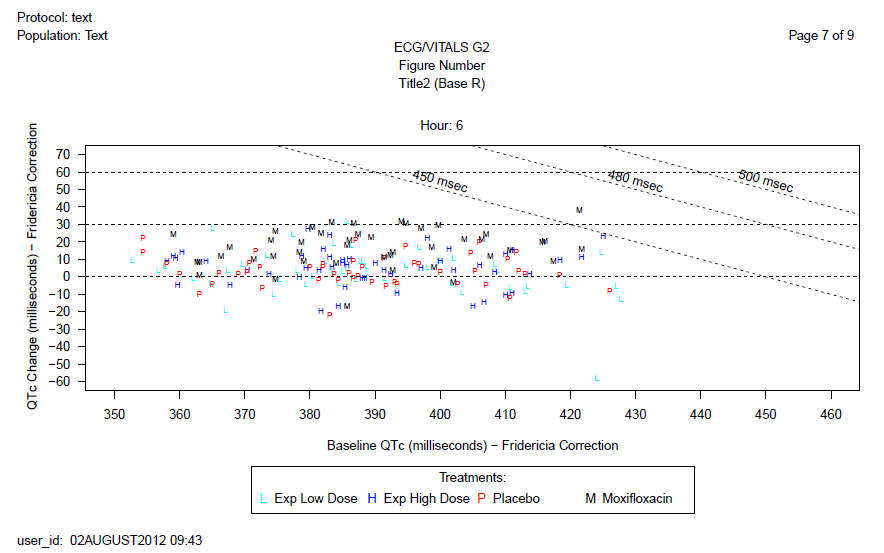 Protocol: text
Population: Text
Page 7 of 9
ECG/VITALS G2
Figure Number
Title2 (Base R)
Hour: 6
QTc Change (milliseconds) − Fridericia Correction
70
60
50
40
30
20
10
0
−10
−20
−30
−40
−50
−60
450 msec
480 msec
500 msec
350 360 370 380 390 400 410 420 430 440 450 460
Baseline QTc (milliseconds) − Fridericia Correction
Treatments:
L Exp Low Dose H Exp High Dose P Placebo M Moxifloxacin
user_id: 02AUGUST2012 09:43